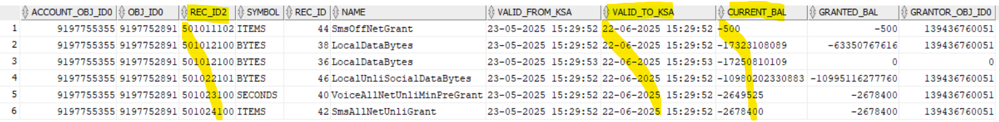 ACCOUNT_OBJ_ID0 OBJ_ID0 REC_ID2 SYMBOL REC_ID NAME VALID_FROM_KSA VALID_TO_KSA CURRENT_BAL GRANTED_BAL GRANTOR_OBJ_ID0
1 9197755355 9197752891 501011102 ITEMS 44 SmsOffNetGrant 23-05-2025 15:29:52 22-06-2025 15:29:52 -500 -500 139436760051
2 9197755355 9197752891 501012100 BYTES 38 LocalDataBytes 23-05-2025 15:29:52 22-06-2025 15:29:52 -17323108089 -63350767616 139436760051
3 9197755355 9197752891 501012100 BYTES 36 LocalDataBytes 23-05-2025 15:29:53 22-06-2025 15:29:53 -17250810109 0 0
4 9197755355 9197752891 501022101 BYTES 46 LocalUnliSocialDataBytes 23-05-2025 15:29:52 22-06-2025 15:29:52 -10980202330883 -10995116277760 139436760051
5 9197755355 9197752891 501023100 SECONDS 40 VoiceAllNetUnliMinPreGrant 23-05-2025 15:29:52 22-06-2025 15:29:52 -2649525 -2678400 139436760051
6 9197755355 9197752891 501024100 ITEMS 42 SmsAllNetUnliGrant 23-05-2025 15:29:52 22-06-2025 15:29:52 -2678400 -2678400 139436760051